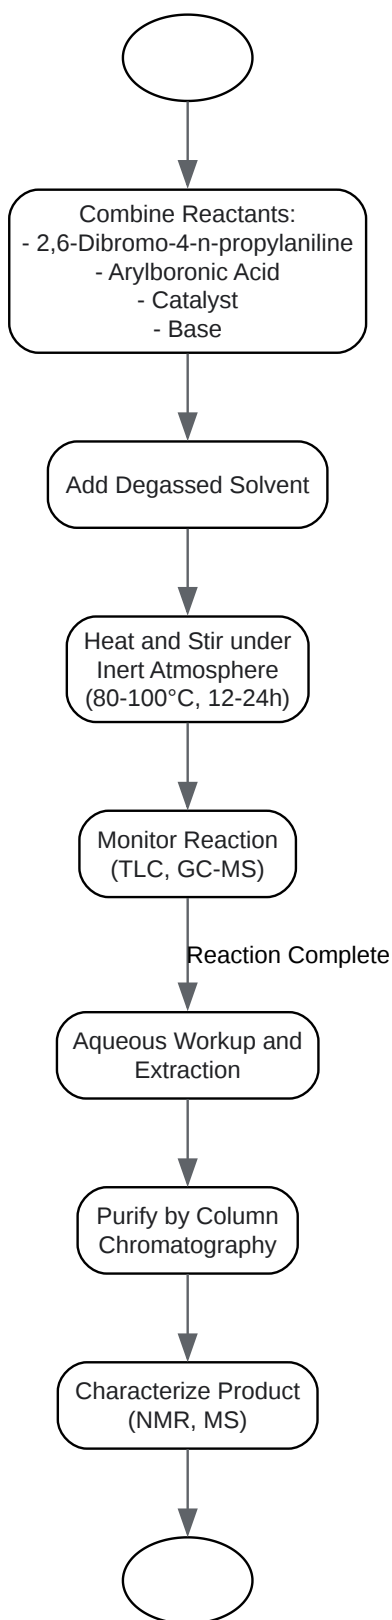 Combine Reactants:
- 2,6-Dibromo-4-n-propylaniline
- Arylboronic Acid
- Catalyst
- Base
Add Degassed Solvent
Heat and Stir under
Inert Atmosphere
(80-100°C, 12-24h)
Monitor Reaction
(TLC, GC-MS)
Reaction Complete
Aqueous Workup and
Extraction
Purify by Column
Chromatography
Characterize Product
(NMR, MS)